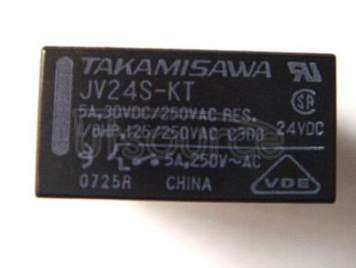 TAKAMISAWA
JV24S-KT
5A,30VDC/250VAC RES.
1/8HP,125/250VAC C300
24VDC
5A,250V~AC
0725R CHINA
VDE